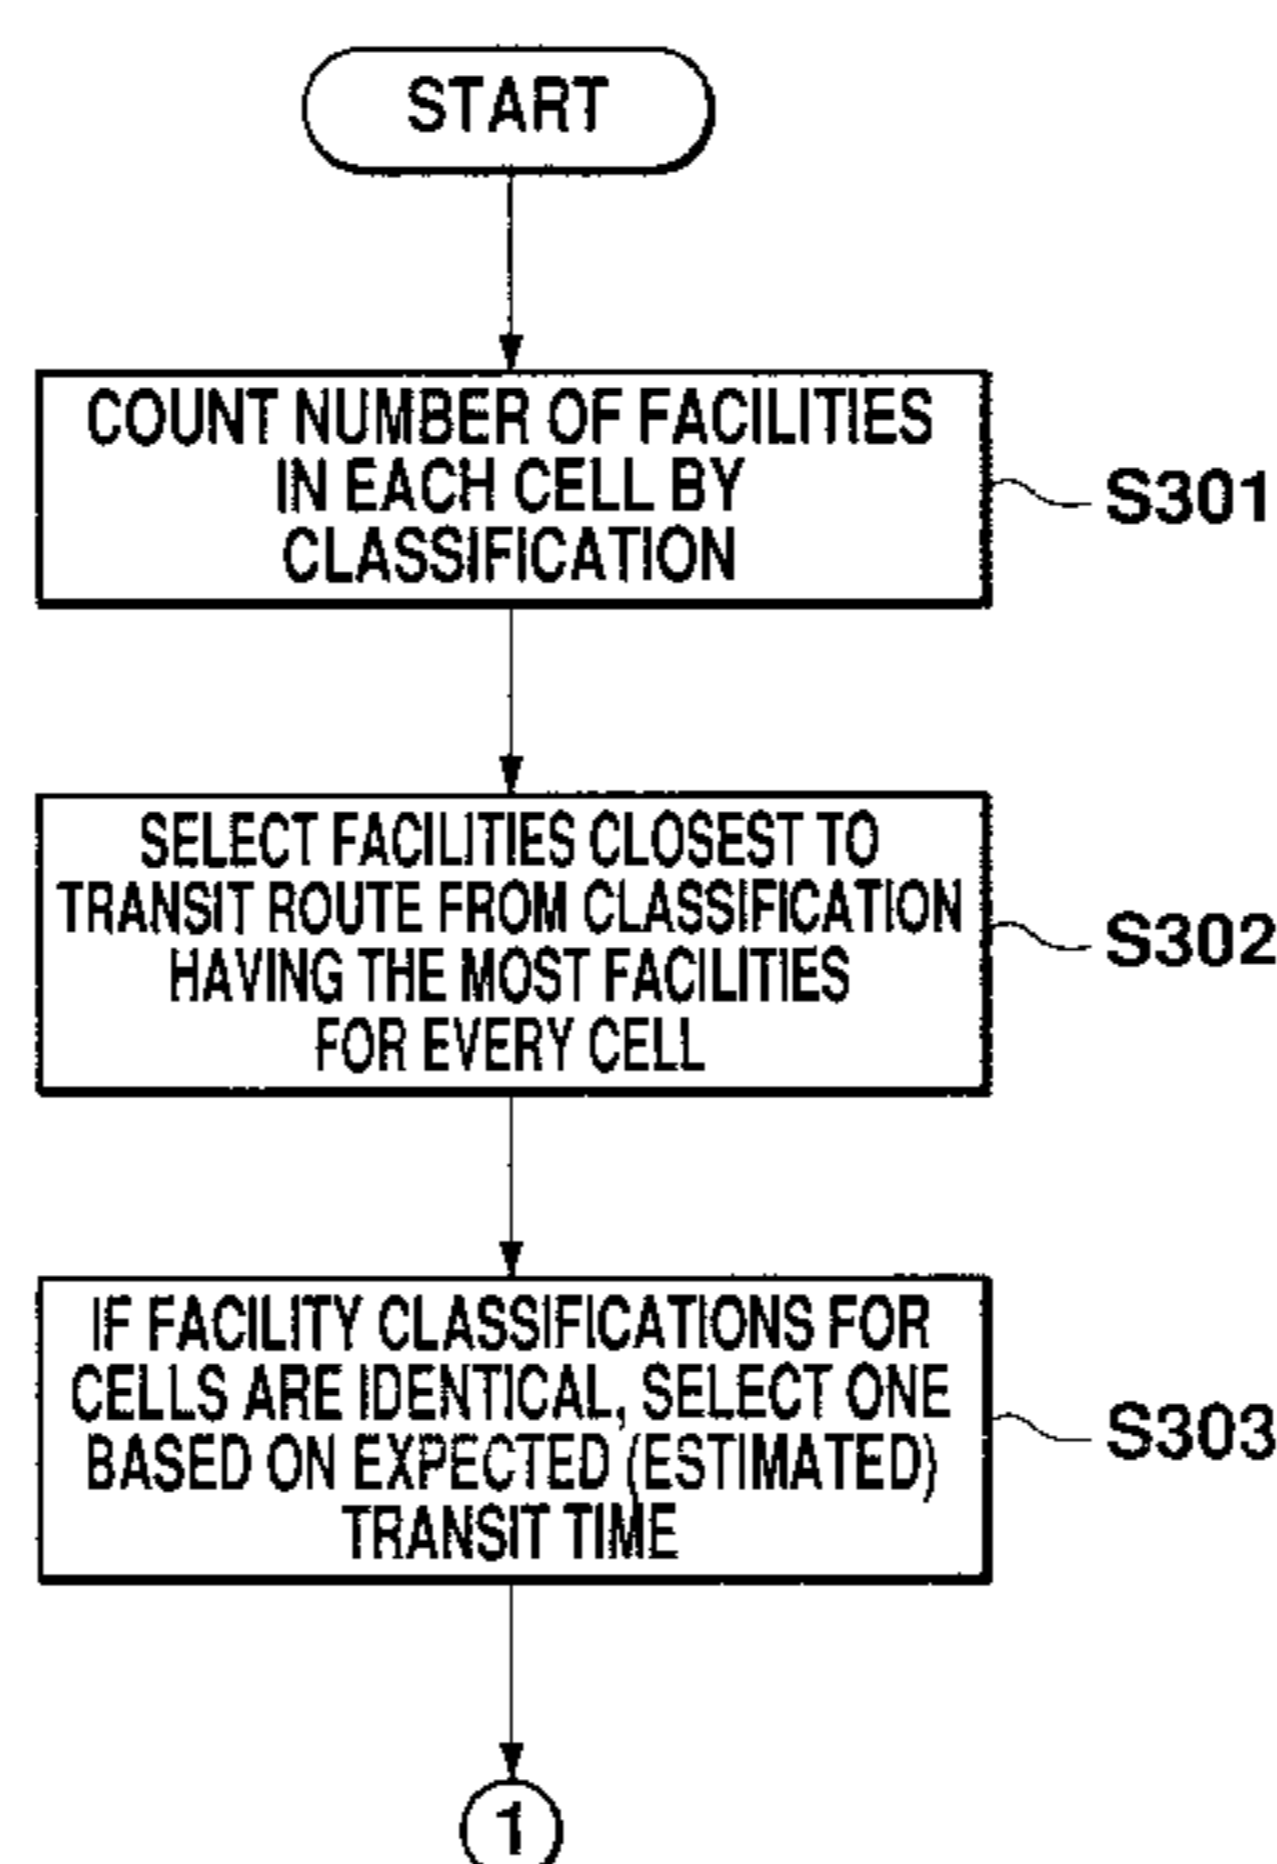 START
COUNT NUMBER OF FACILITIES
IN EACH CELL BY
CLASSIFICATION
S301
SELECT FACILITIES CLOSEST TO
TRANSIT ROUTE FROM CLASSIFICATION
HAVING THE MOST FACILITIES
FOR EVERY CELL
S302
IF FACILITY CLASSIFICATIONS FOR
CELLS ARE IDENTICAL, SELECT ONE
BASED ON EXPECTED (ESTIMATED)
TRANSIT TIME
S303
1